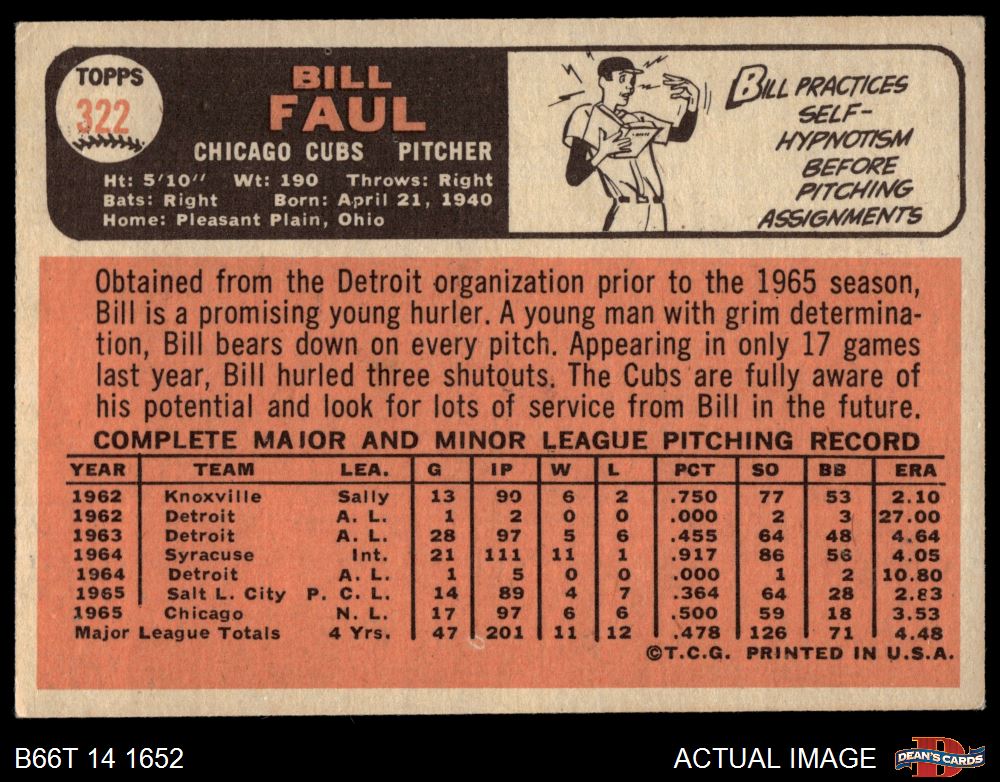 TOPPS
322
BILL
FAUL
CHICAGO CUBS PITCHER
Ht: 5'10" Wt: 190 Throws: Right
Bats: Right Born: April 21, 1940
Home: Pleasant Plain, Ohio
BILL PRACTICES
SELF-
HYPNOTISM
BEFORE
PITCHING
ASSIGNMENTS
Obtained from the Detroit organization prior to the 1965 season,
Bill is a promising young hurler. A young man with grim determina-
tion, Bill bears down on every pitch. Appearing in only 17 games
last year, Bill hurled three shutouts. The Cubs are fully aware of
his potential and look for lots of service from Bill in the future.
COMPLETE MAJOR AND MINOR LEAGUE PITCHING RECORD
YEAR TEAM LEA. G IP W L PCT SO BB ERA
1962 Knoxville Sally 13 90 6 2 .750 77 53 2.10
1962 Detroit A. L. 1 2 0 0 .000 2 3 27.00
1963 Detroit A. L. 28 97 5 6 .455 64 48 4.64
1964 Syracuse Int. 21 111 11 1 .917 86 56 4.05
1964 Detroit A. L. 1 5 0 0 .000 1 2 10.80
1965 Salt L. City P. C. L. 14 89 4 7 .364 64 28 2.83
1965 Chicago N. L. 17 97 6 6 .500 59 18 3.53
Major League Totals 4 Yrs. 47 201 11 12 .478 126 71 4.48
©T.C.G. PRINTED IN U.S.A.
B66T 14 1652
ACTUAL IMAGE
DEAN'S CARDS